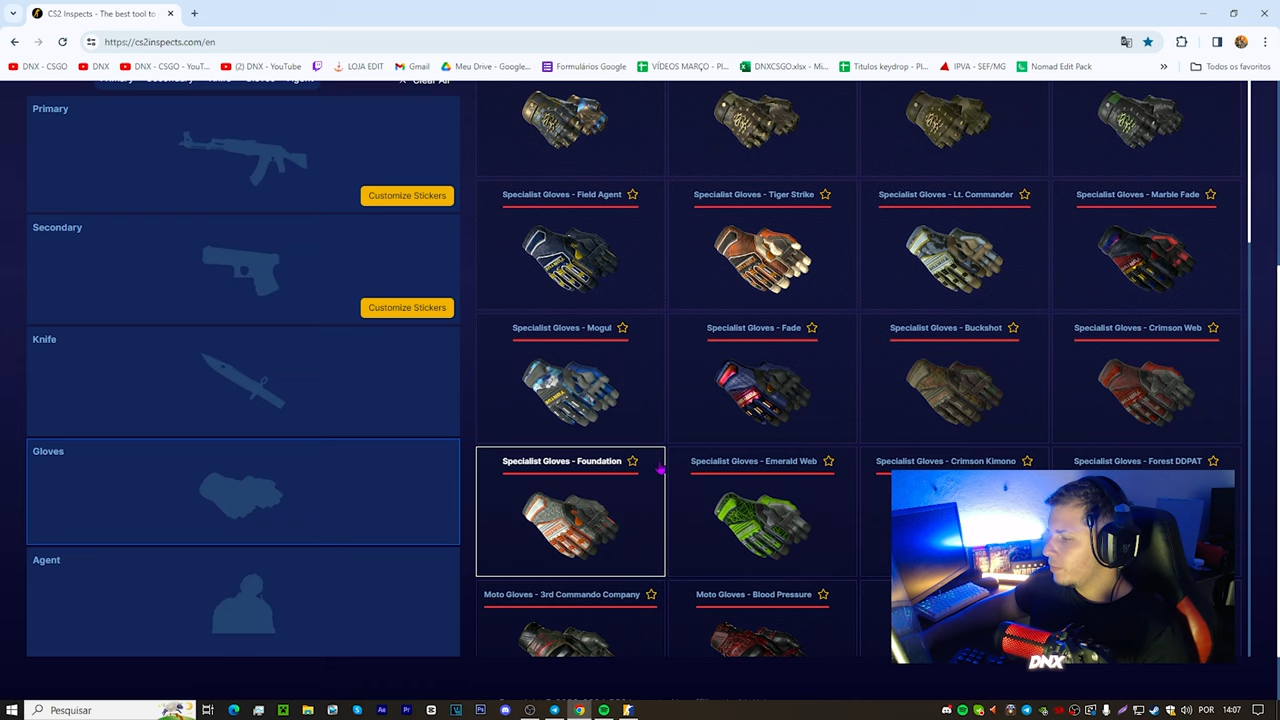 CS2 Inspects - The best tool to
https://cs2inspects.com/en
DNX - CSGO
DNX
DNX - CSGO - YouT...
(2) DNX - YouTube
LOJA EDIT
Gmail
Meu Drive - Google...
Formulários Google
VÍDEOS MARÇO - Pl...
DNXCSGO.xlsx - Mi...
Titulos keydrop - Pl...
IPVA - SEF/MG
Nomad Edit Pack
»
Todos os favoritos
Clear All
Primary
Customize Stickers
Secondary
Customize Stickers
Knife
Gloves
Agent
Specialist Gloves - Field Agent
Specialist Gloves - Tiger Strike
Specialist Gloves - Lt. Commander
Specialist Gloves - Marble Fade
Specialist Gloves - Mogul
Specialist Gloves - Fade
Specialist Gloves - Buckshot
Specialist Gloves - Crimson Web
Specialist Gloves - Foundation
Specialist Gloves - Emerald Web
Specialist Gloves - Crimson Kimono
Specialist Gloves - Forest DDPAT
Moto Gloves - 3rd Commando Company
Moto Gloves - Blood Pressure
DNX
Pesquisar
POR
14:07